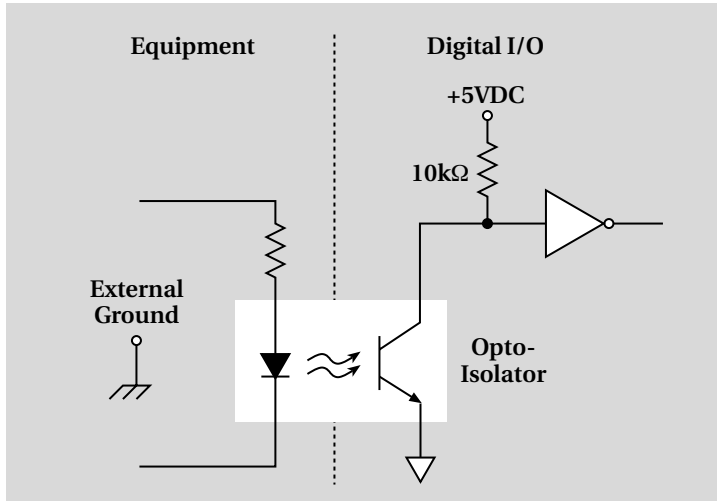 Equipment
Digital I/O
+5VDC
10kΩ
External
Ground
Opto-
Isolator